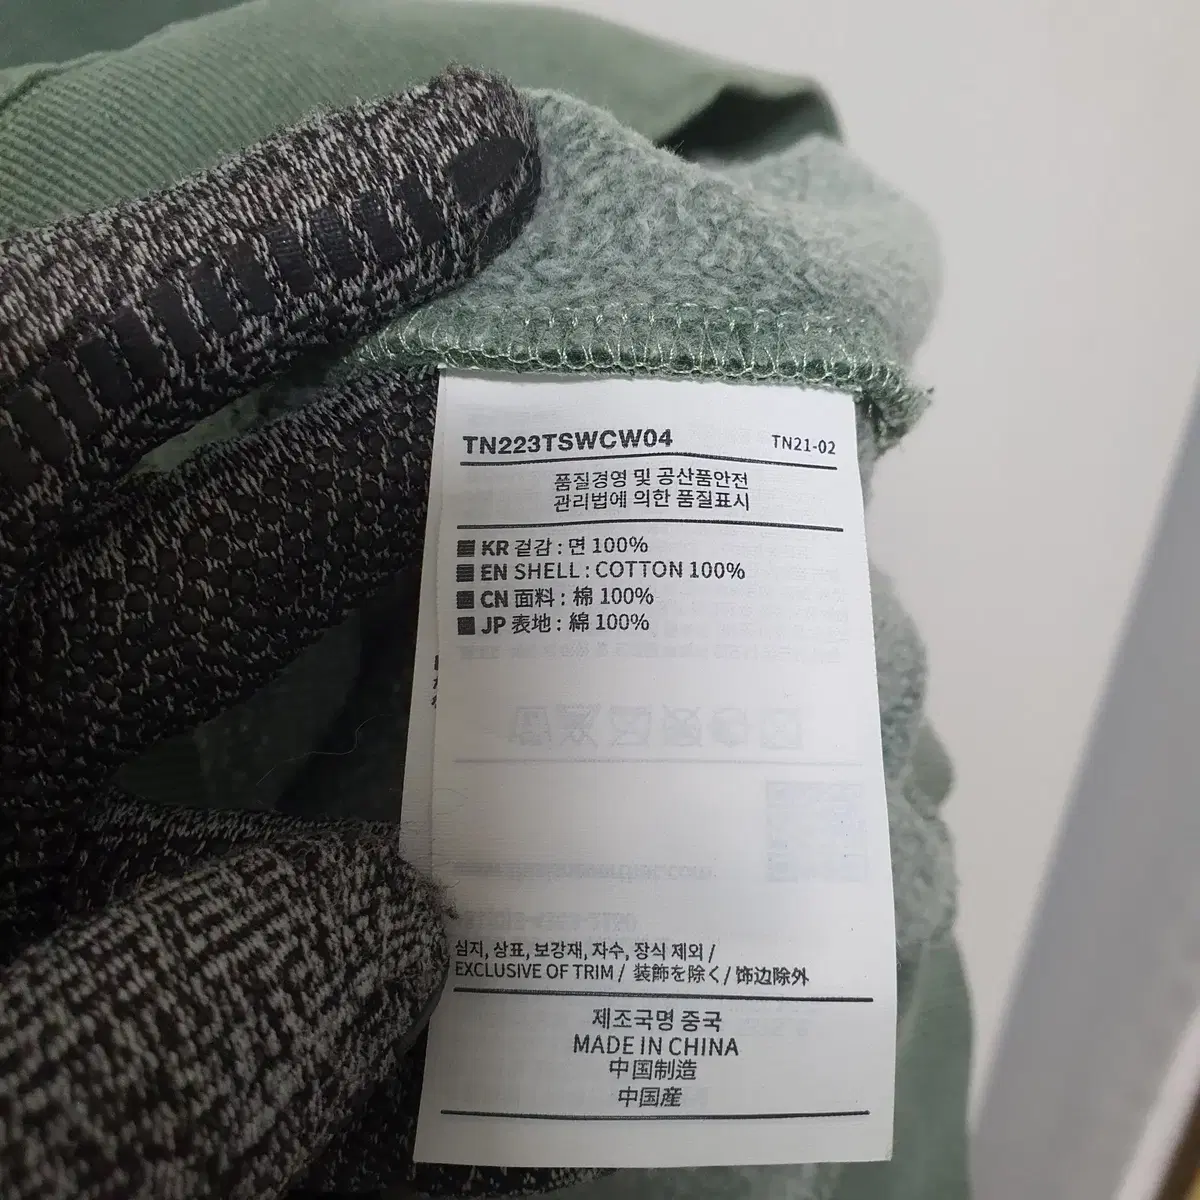 TN223TSWCW04 TN21-02
품질경영 및 공산품안전
관리법에 의한 품질표시
KR 겉감 : 면 100%
EN SHELL : COTTON 100%
CN 面料 : 棉 100%
JP 表地 : 綿 100%
심지, 상표, 보강재, 자수, 장식 제외 /
EXCLUSIVE OF TRIM / 装飾を除く / 饰边除外
제조국명 중국
MADE IN CHINA
中国制造
中国産